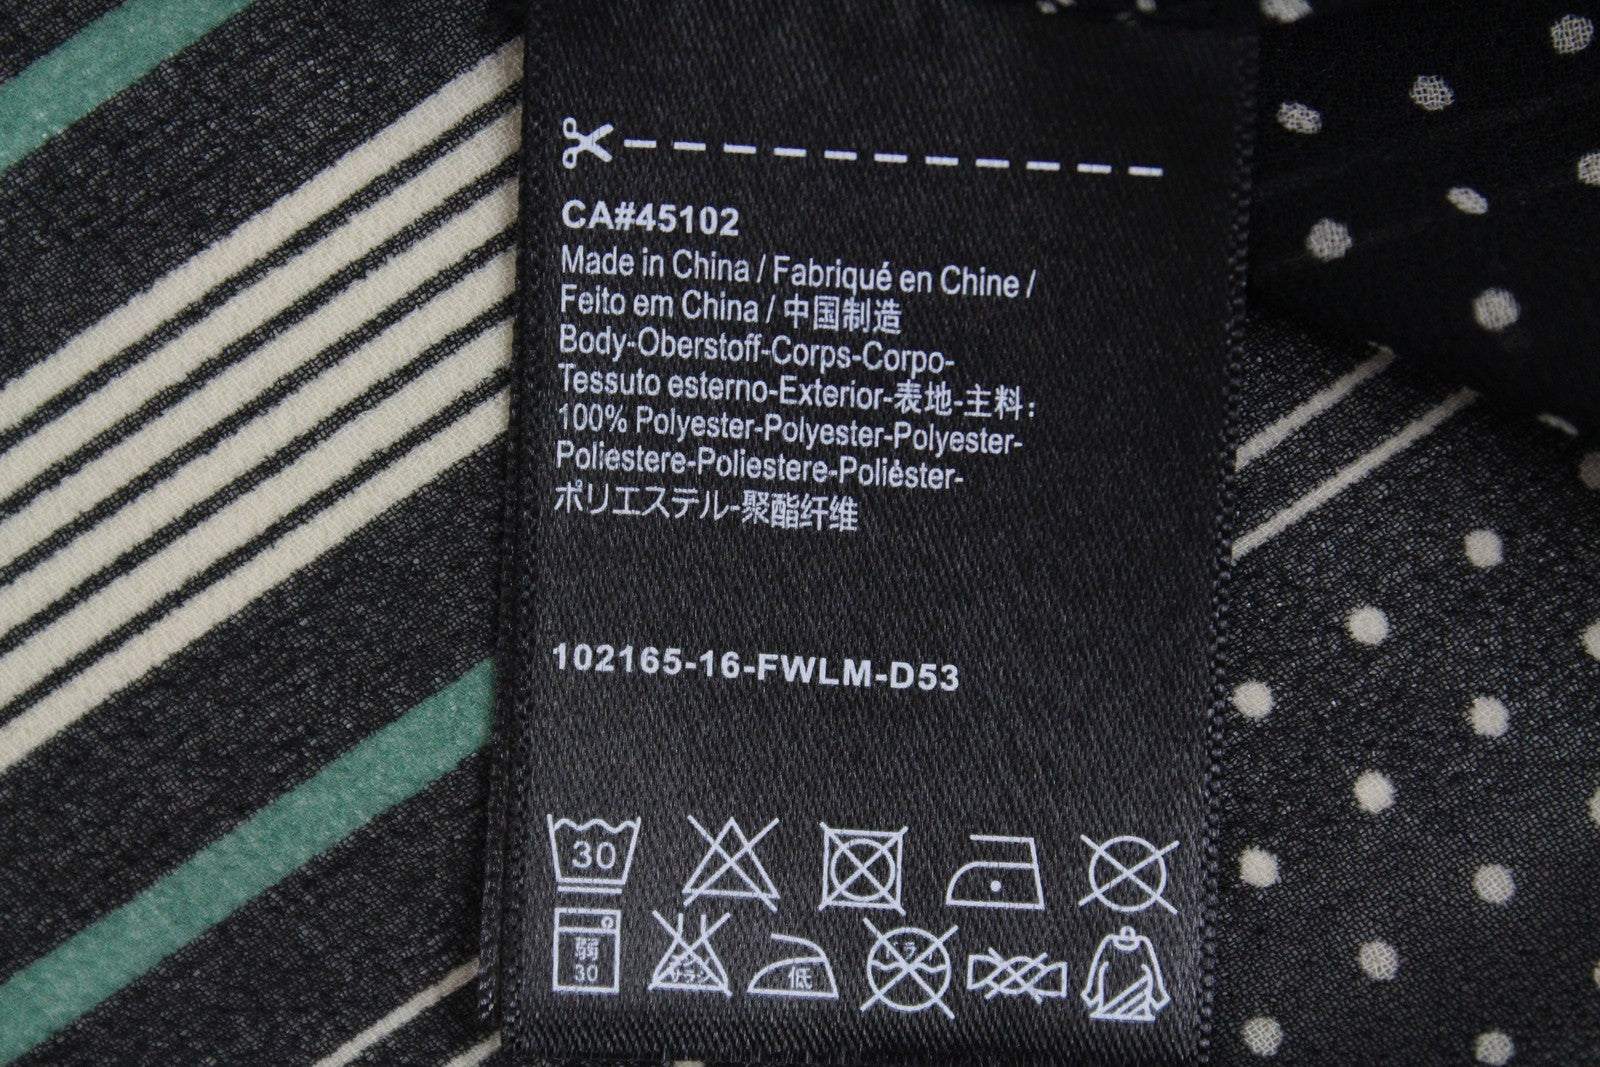 CA#45102
Made in China / Fabriqué en Chine /
Feito em China / 中国制造
Body-Oberstoff-Corps-Corpo-
Tessuto esterno-Exterior-表地-主料:
100% Polyester-Polyester-Polyester-
Poliestere-Poliestere-Poliéster-
ポリエステル-聚酯纤维
102165-16-FWLM-D53
30
弱
30
低